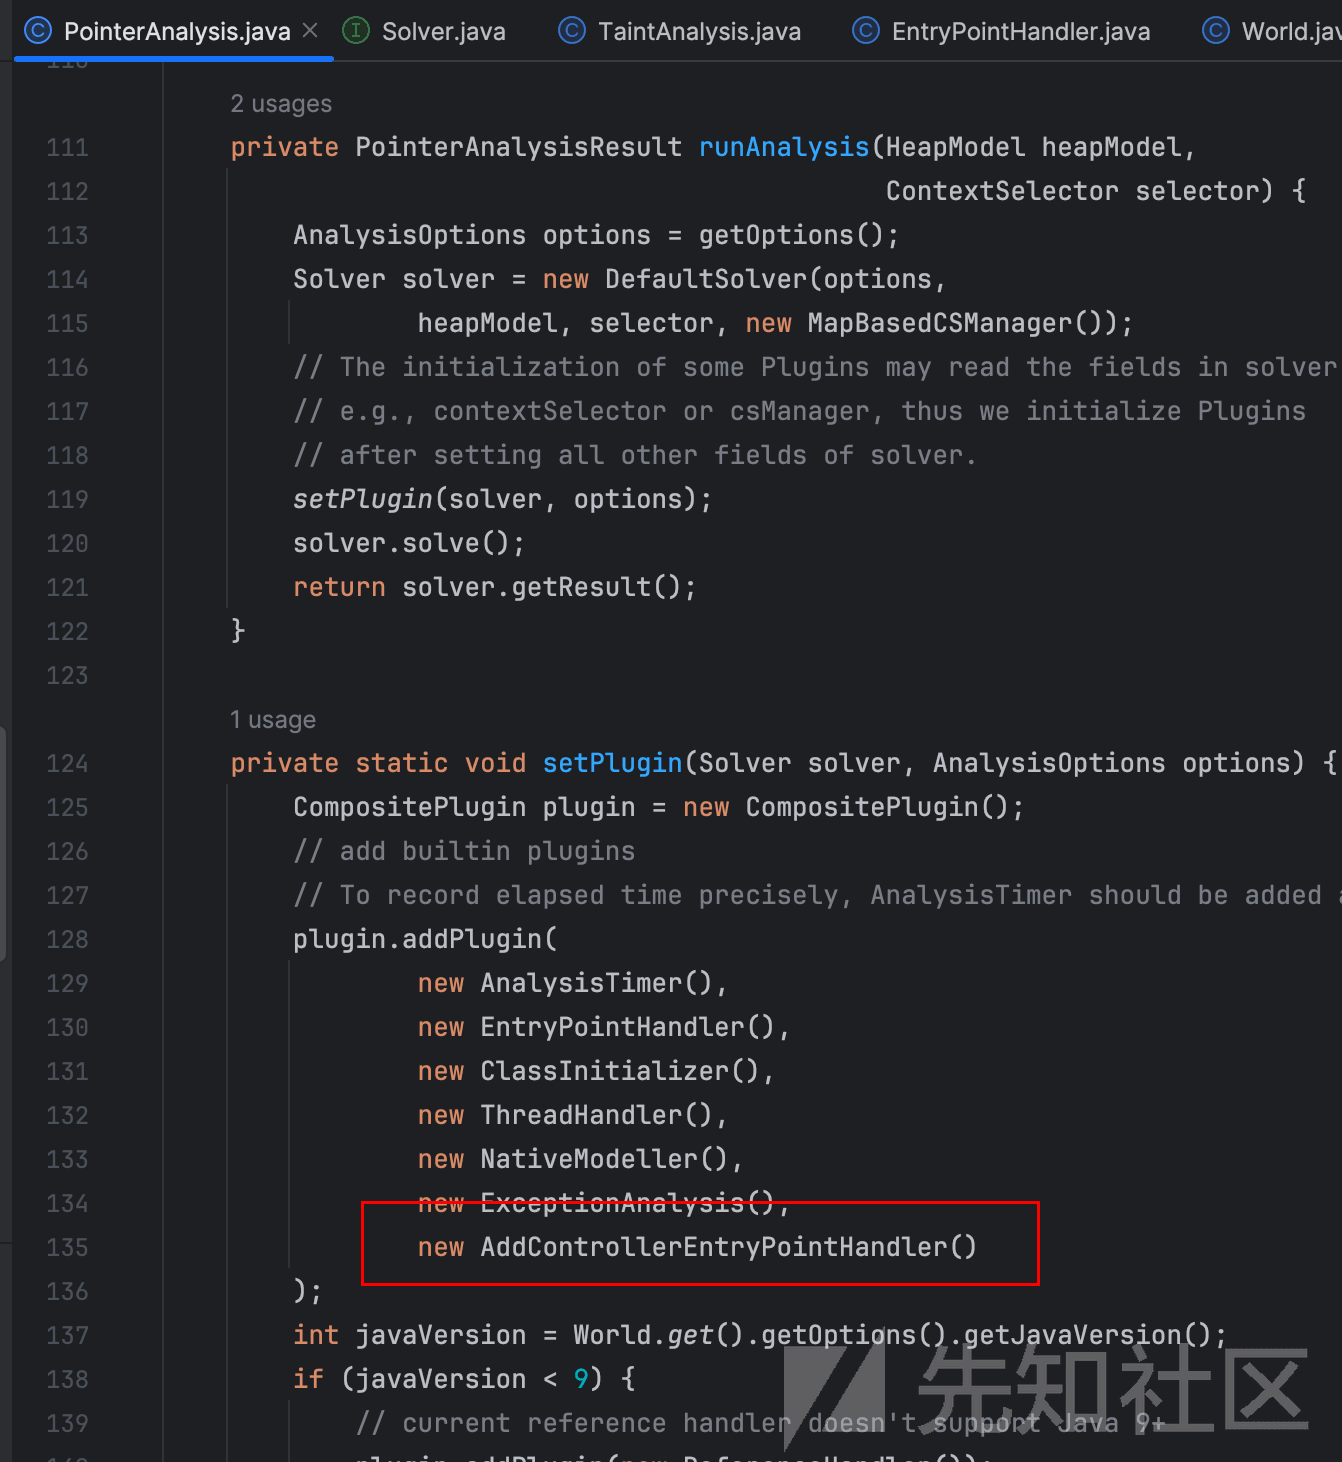 PointerAnalysis.java Solver.java TaintAnalysis.java EntryPointHandler.java World.jav
110
2 usages
111 private PointerAnalysisResult runAnalysis(HeapModel heapModel,
112 ContextSelector selector) {
113 AnalysisOptions options = getOptions();
114 Solver solver = new DefaultSolver(options,
115 heapModel, selector, new MapBasedCSManager());
116 // The initialization of some Plugins may read the fields in solver
117 // e.g., contextSelector or csManager, thus we initialize Plugins
118 // after setting all other fields of solver.
119 setPlugin(solver, options);
120 solver.solve();
121 return solver.getResult();
122 }
123
1 usage
124 private static void setPlugin(Solver solver, AnalysisOptions options) {
125 CompositePlugin plugin = new CompositePlugin();
126 // add builtin plugins
127 // To record elapsed time precisely, AnalysisTimer should be added
128 plugin.addPlugin(
129 new AnalysisTimer(),
130 new EntryPointHandler(),
131 new ClassInitializer(),
132 new ThreadHandler(),
133 new NativeModeller(),
134 new ExceptionAnalysis(),
135 new AddControllerEntryPointHandler()
136 );
137 int javaVersion = World.get().getOptions().getJavaVersion();
138 if (javaVersion < 9) {
139 // current reference handler doesn't support Java 9+
140 plugin.addPlugin(new ReferenceHandler());
先知社区